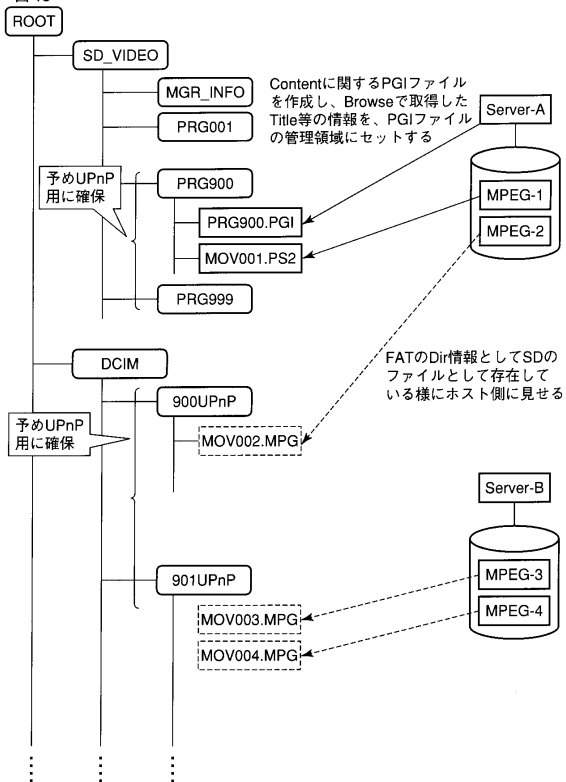 ROOT
SD_VIDEO
MGR_INFO
PRG001
Contentに関するPGIファイル
を作成し、Browseで取得した
Title等の情報を、PGIファイル
の管理領域にセットする
Server-A
予めUPnP
用に確保
PRG900
PRG900.PGI
MOV001.PS2
PRG999
MPEG-1
MPEG-2
DCIM
FATのDir情報としてSDの
ファイルとして存在して
いる様にホスト側に見せる
900UPnP
予めUPnP
用に確保
MOV002.MPG
Server-B
901UPnP
MPEG-3
MOV003.MPG
MPEG-4
MOV004.MPG